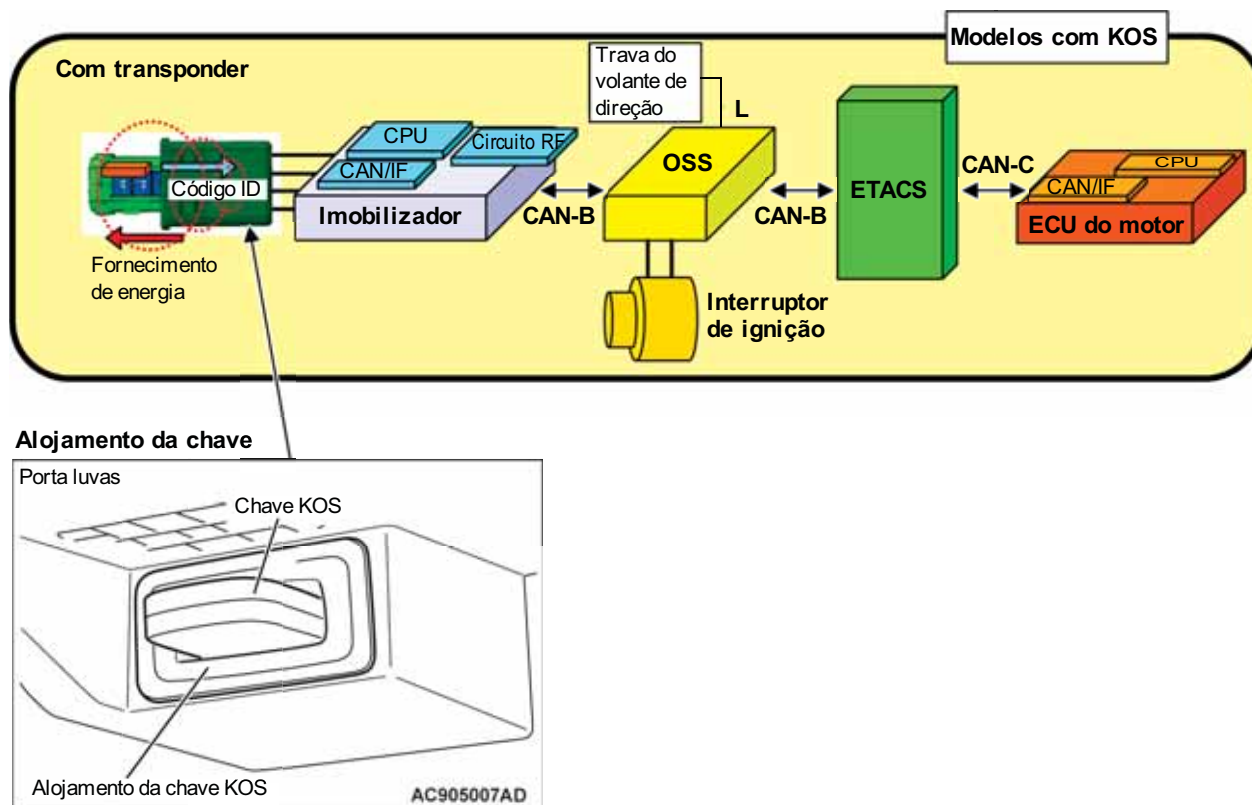 Modelos com KOS
Com transponder
Trava do
volante de
direção
L
CPU
Circuito RF
CAN/IF
Código ID
Imobilizador
CAN-B
OSS
CAN-B
ETACS
CAN-C
CPU
CAN/IF
ECU do motor
Fornecimento
de energia
Interruptor
de ignição
Alojamento da chave
Porta luvas
Chave KOS
Alojamento da chave KOS
AC905007AD